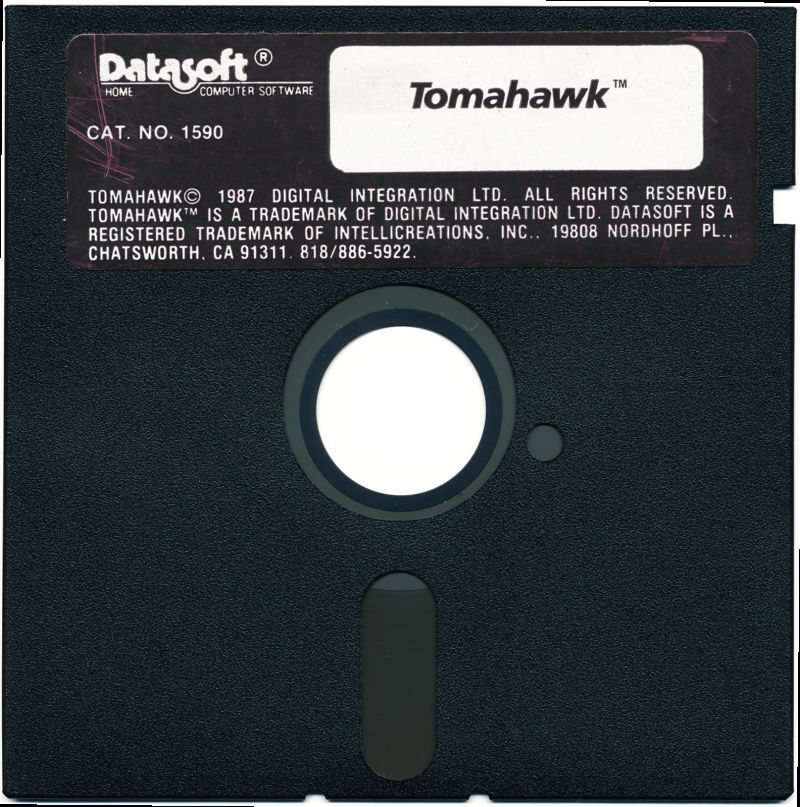 Datasoft®
HOME COMPUTER SOFTWARE
CAT. NO. 1590
Tomahawk™
TOMAHAWK© 1987 DIGITAL INTEGRATION LTD. ALL RIGHTS RESERVED.
TOMAHAWK™ IS A TRADEMARK OF DIGITAL INTEGRATION LTD. DATASOFT IS A
REGISTERED TRADEMARK OF INTELLICREATIONS, INC., 19808 NORDHOFF PL.,
CHATSWORTH, CA 91311. 818/886-5922.